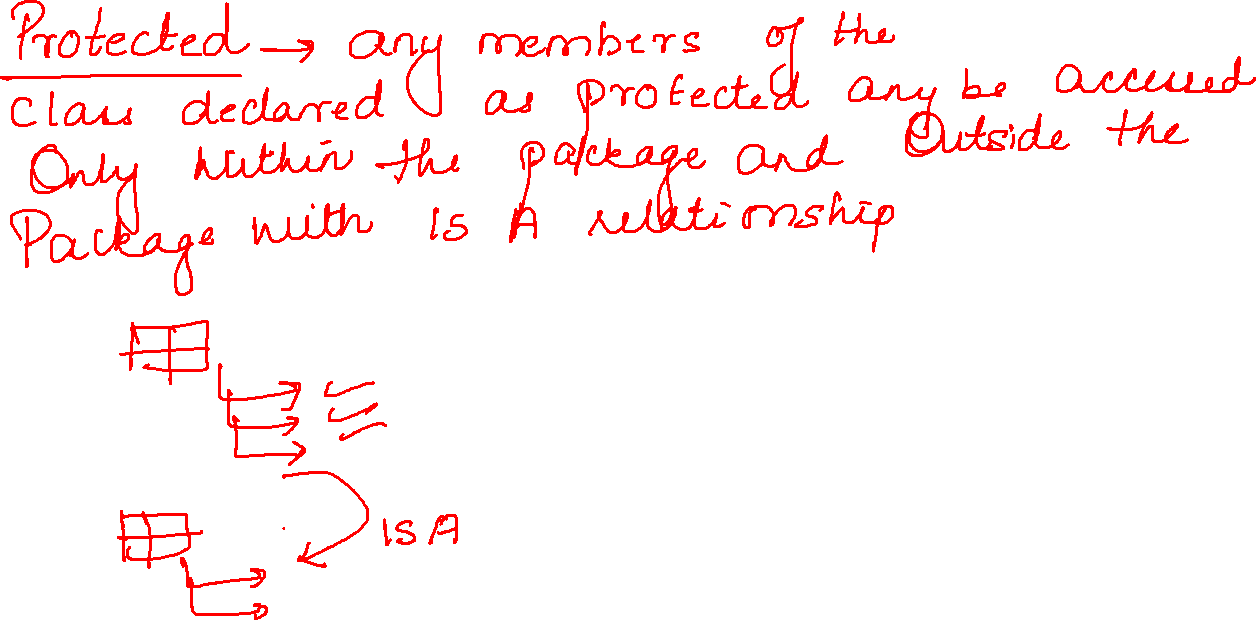 Protected → any members of the
class declared as protected any be accessed
Only within the package and Outside the
Package with IS A relationship
IS A